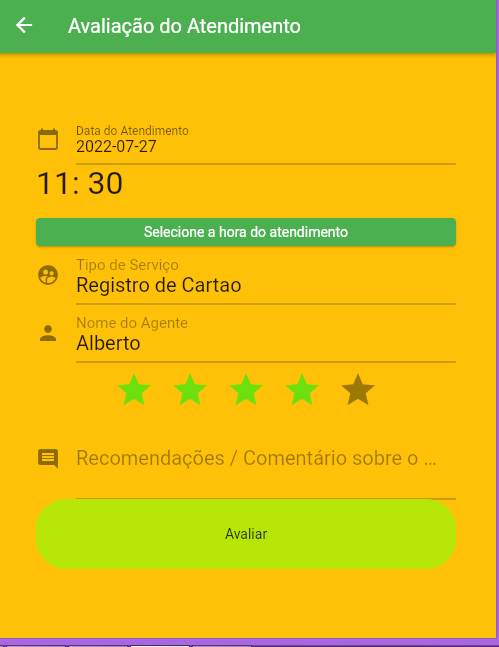 Avaliação do Atendimento
Data do Atendimento
2022-07-27
11: 30
Selecione a hora do atendimento
Tipo de Serviço
Registro de Cartao
Nome do Agente
Alberto
Recomendações / Comentário sobre o ...
Avaliar